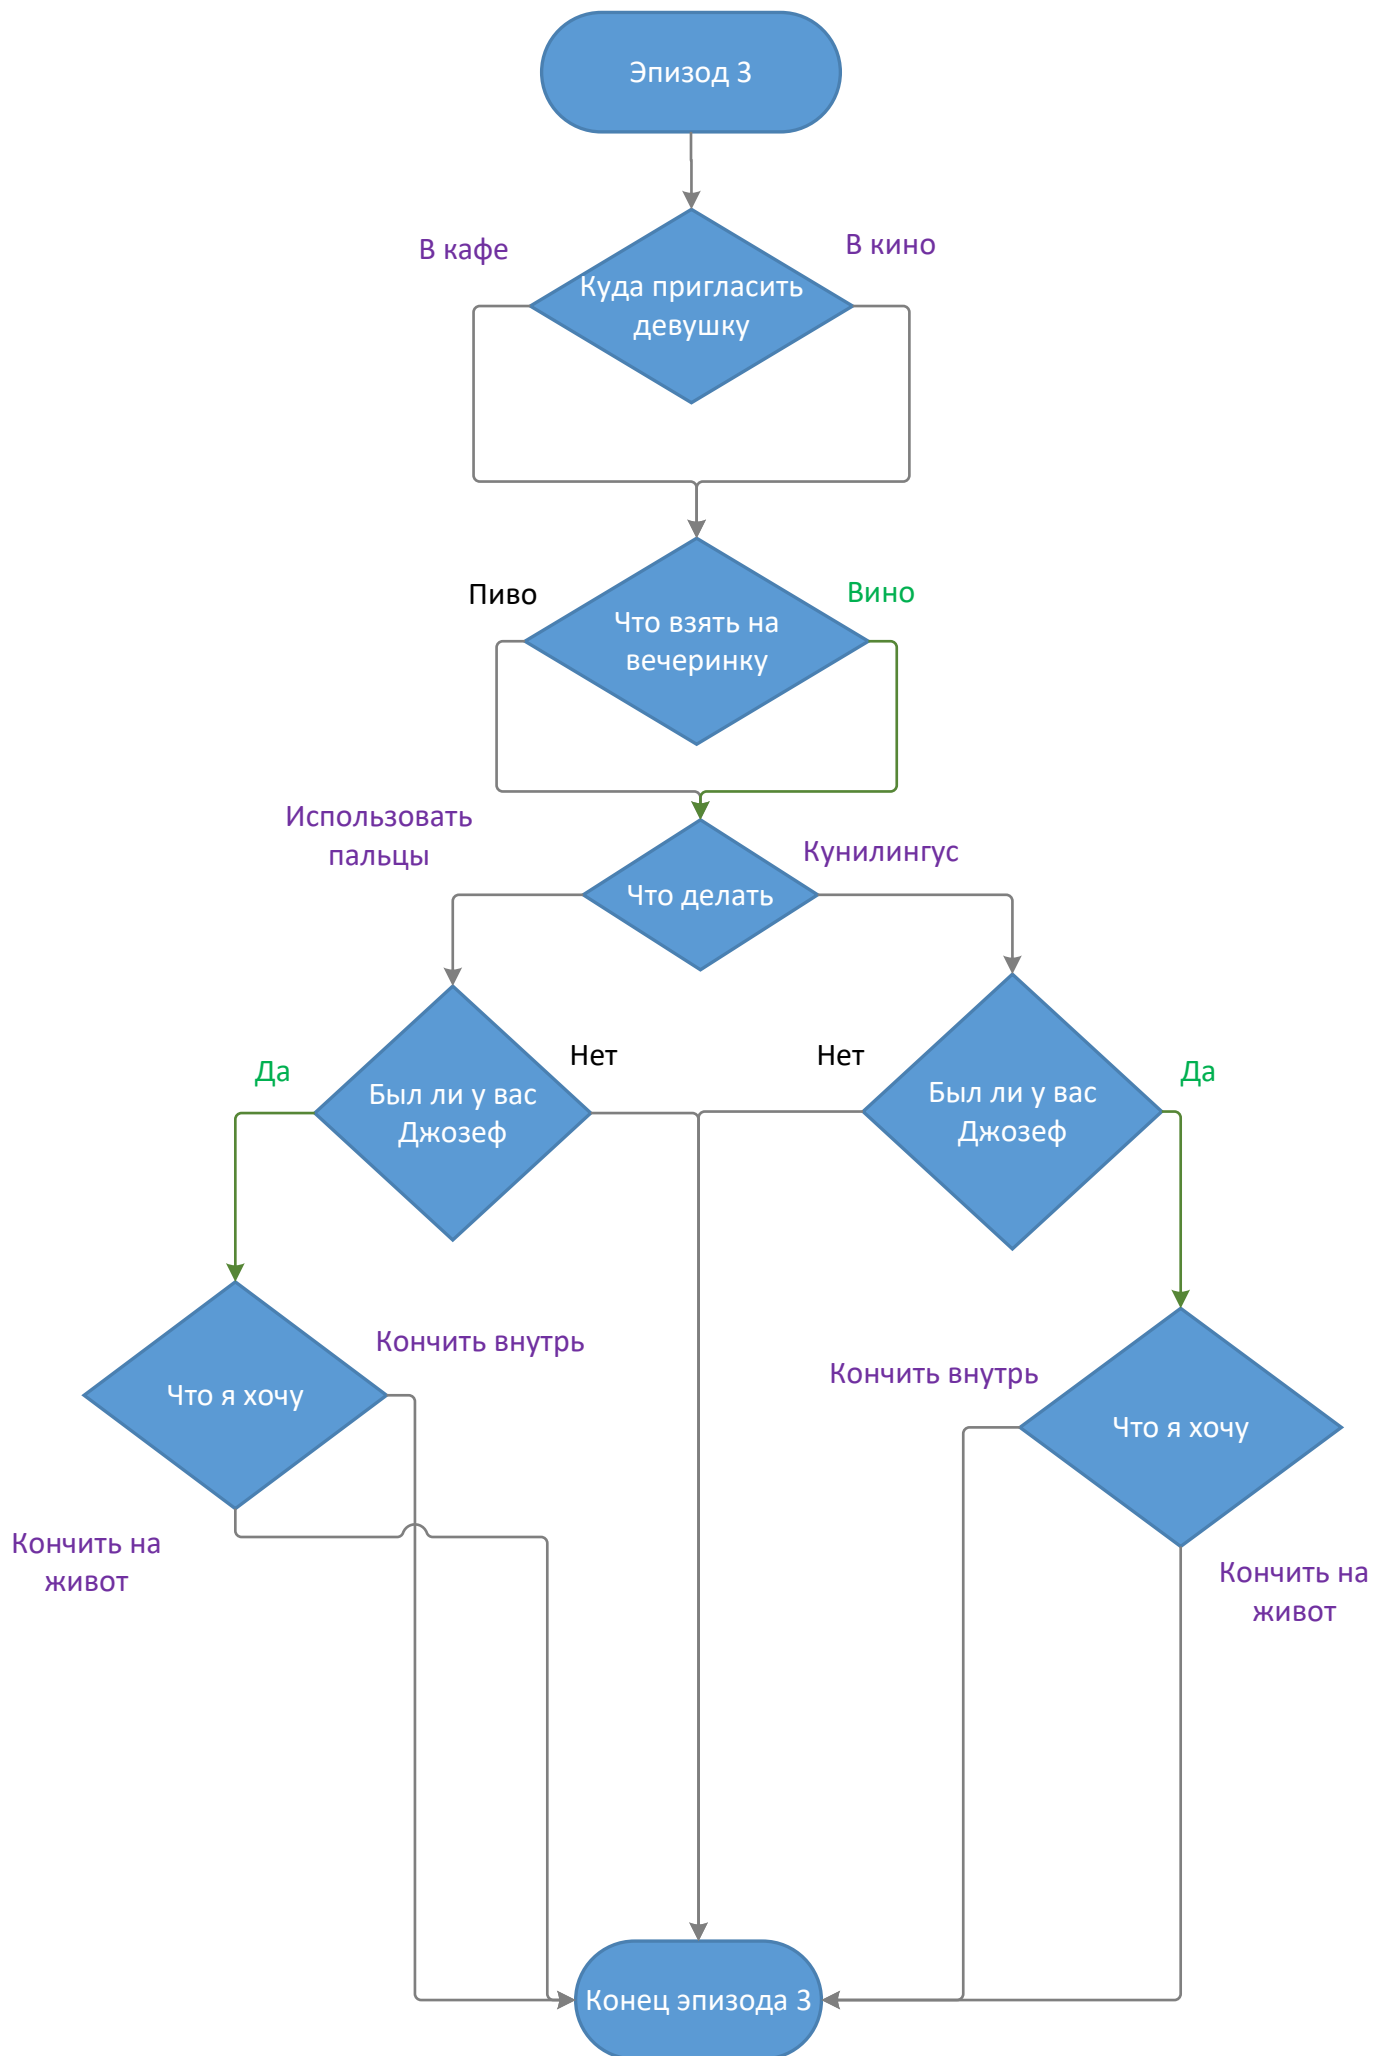 Эпизод 3
В кафе
В кино
Куда пригласить
девушку
Пиво
Вино
Что взять на
вечеринку
Использовать
пальцы
Кунилингус
Что делать
Да
Нет
Был ли у вас
Джозеф
Нет
Да
Был ли у вас
Джозеф
Кончить внутрь
Что я хочу
Кончить на
живот
Кончить внутрь
Что я хочу
Кончить на
живот
Конец эпизода 3